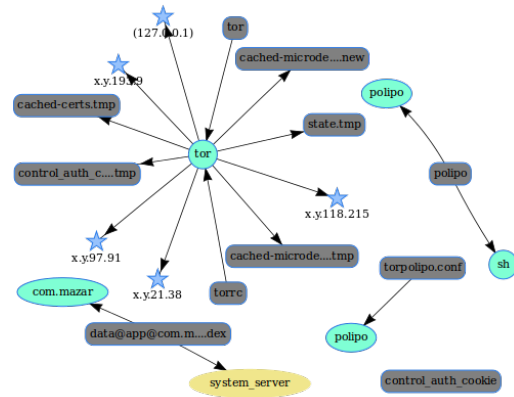 (127.0.0.1)
tor
cached-microde....new
x.y.193.9
polipo
cached-certs.tmp
state.tmp
tor
control_auth_c....tmp
polipo
x.y.118.215
x.y.97.91
cached-microde....tmp
torpolipo.conf
sh
com.mazar
x.y.21.38
torrc
data@app@com.m....dex
polipo
system_server
control_auth_cookie